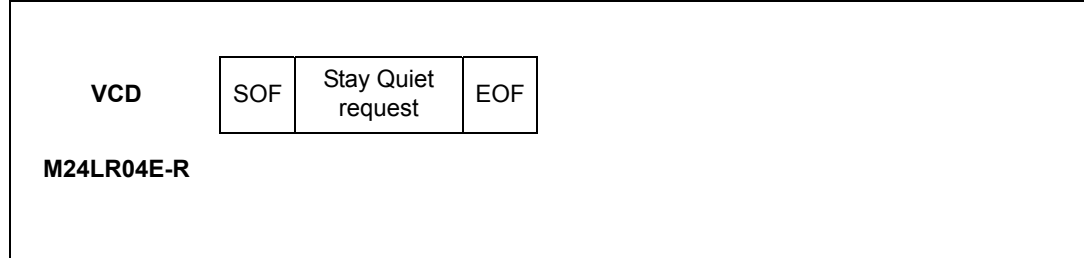 VCD
SOF
Stay Quiet
request
EOF
M24LR04E-R